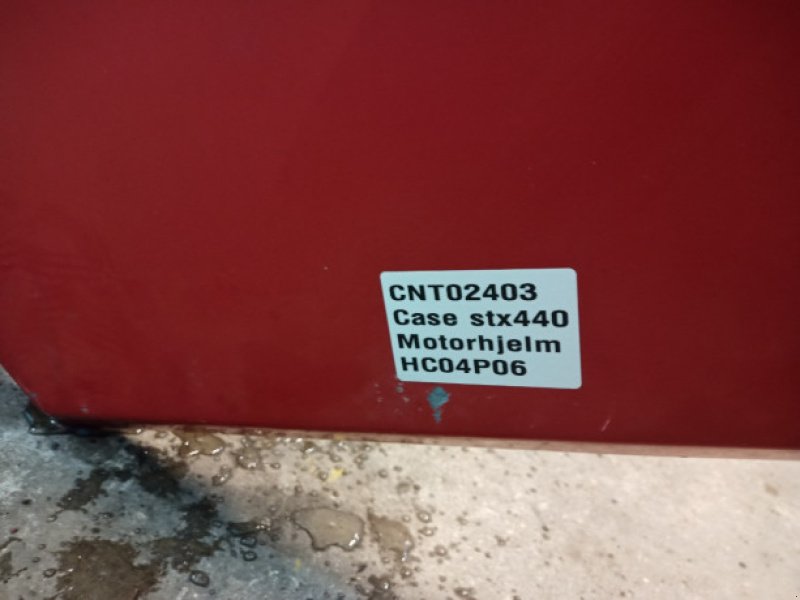 CNT02403
Case stx440
Motorhjelm
HC04P06